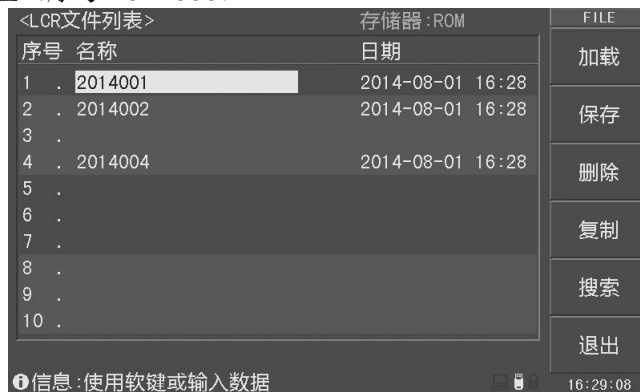 <LCR文件列表> 存储器:ROM FILE
序号 名称 日期 加载
1 . 2014001 2014-08-01 16:28
2 . 2014002 2014-08-01 16:28 保存
3 .
4 . 2014004 2014-08-01 16:28 删除
5 .
6 . 复制
7 .
8 .
9 . 搜索
10 .
退出
信息:使用软键或输入数据 16:29:08